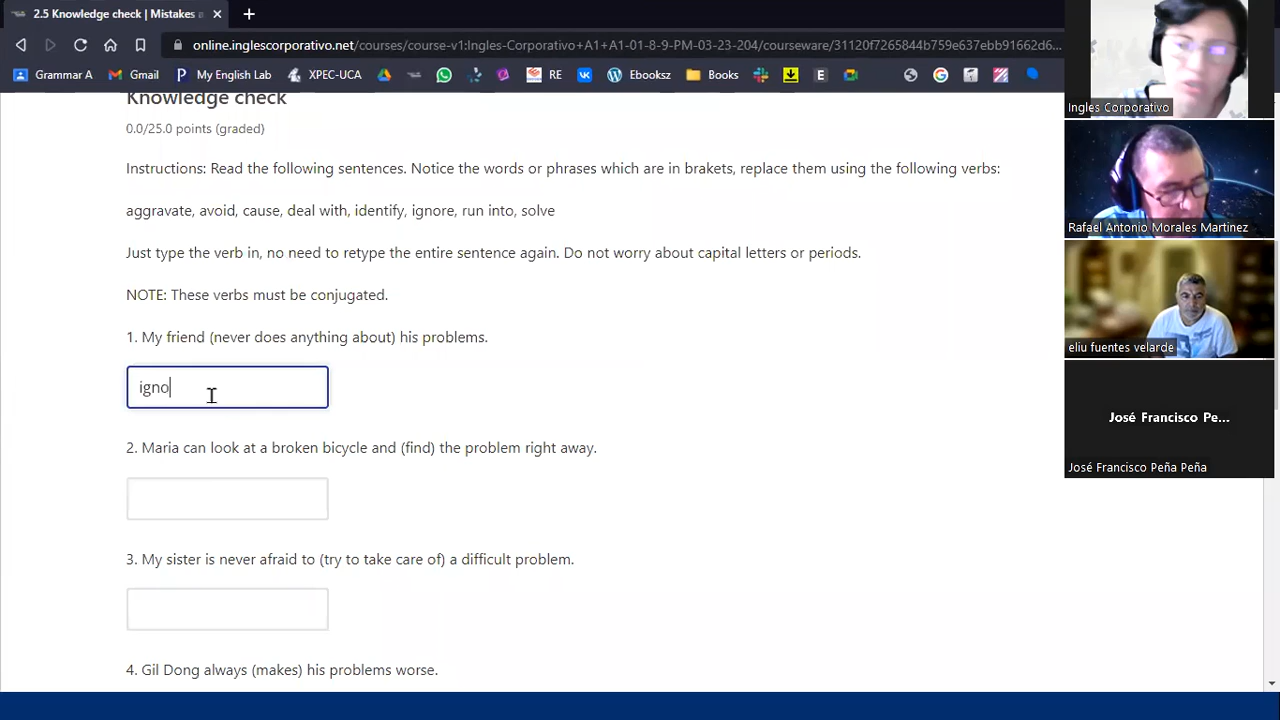 2.5 Knowledge check | Mistakes a
online.inglescorporativo.net/courses/course-v1:Ingles-Corporativo+A1+A1-01-8-9-PM-03-23-204/courseware/31120f7265844b759e637ebb91662d6...
Grammar A
Gmail
My English Lab
XPEC-UCA
RE
Ebooksz
Books
Knowledge check
0.0/25.0 points (graded)
Instructions: Read the following sentences. Notice the words or phrases which are in brakets, replace them using the following verbs:
aggravate, avoid, cause, deal with, identify, ignore, run into, solve
Just type the verb in, no need to retype the entire sentence again. Do not worry about capital letters or periods.
NOTE: These verbs must be conjugated.
1. My friend (never does anything about) his problems.
igno
2. Maria can look at a broken bicycle and (find) the problem right away.
3. My sister is never afraid to (try to take care of) a difficult problem.
4. Gil Dong always (makes) his problems worse.
Ingles Corporativo
Rafael Antonio Morales Martinez
eliu fuentes velarde
José Francisco Pe...
José Francisco Peña Peña